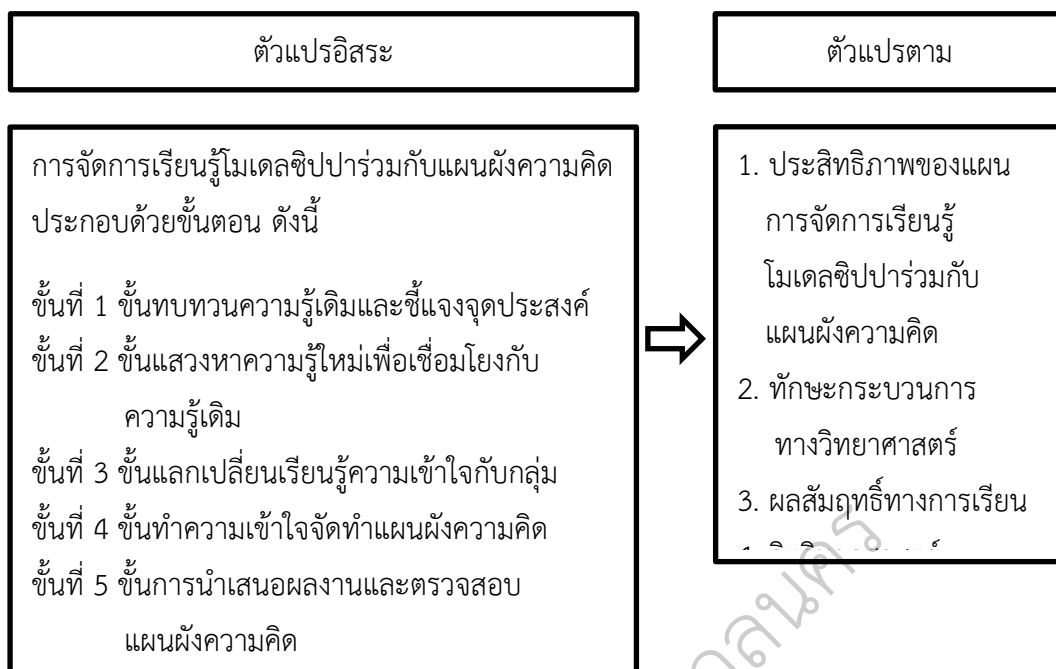 ตัวแปรอิสระ
ตัวแปรตาม
การจัดการเรียนรู้โมเดลซิปปาร่วมกับแผนผังความคิด
ประกอบด้วยขั้นตอน ดังนี้
ขั้นที่ 1 ขั้นทบทวนความรู้เดิมและชี้แจงจุดประสงค์
ขั้นที่ 2 ขั้นแสวงหาความรู้ใหม่เพื่อเชื่อมโยงกับ
ความรู้เดิม
ขั้นที่ 3 ขั้นแลกเปลี่ยนเรียนรู้ความเข้าใจกับกลุ่ม
ขั้นที่ 4 ขั้นทำความเข้าใจจัดทำแผนผังความคิด
ขั้นที่ 5 ขั้นการนำเสนอผลงานและตรวจสอบ
แผนผังความคิด
1. ประสิทธิภาพของแผน
การจัดการเรียนรู้
โมเดลซิปปาร่วมกับ
แผนผังความคิด
2. ทักษะกระบวนการ
ทางวิทยาศาสตร์
3. ผลสัมฤทธิ์ทางการเรียน